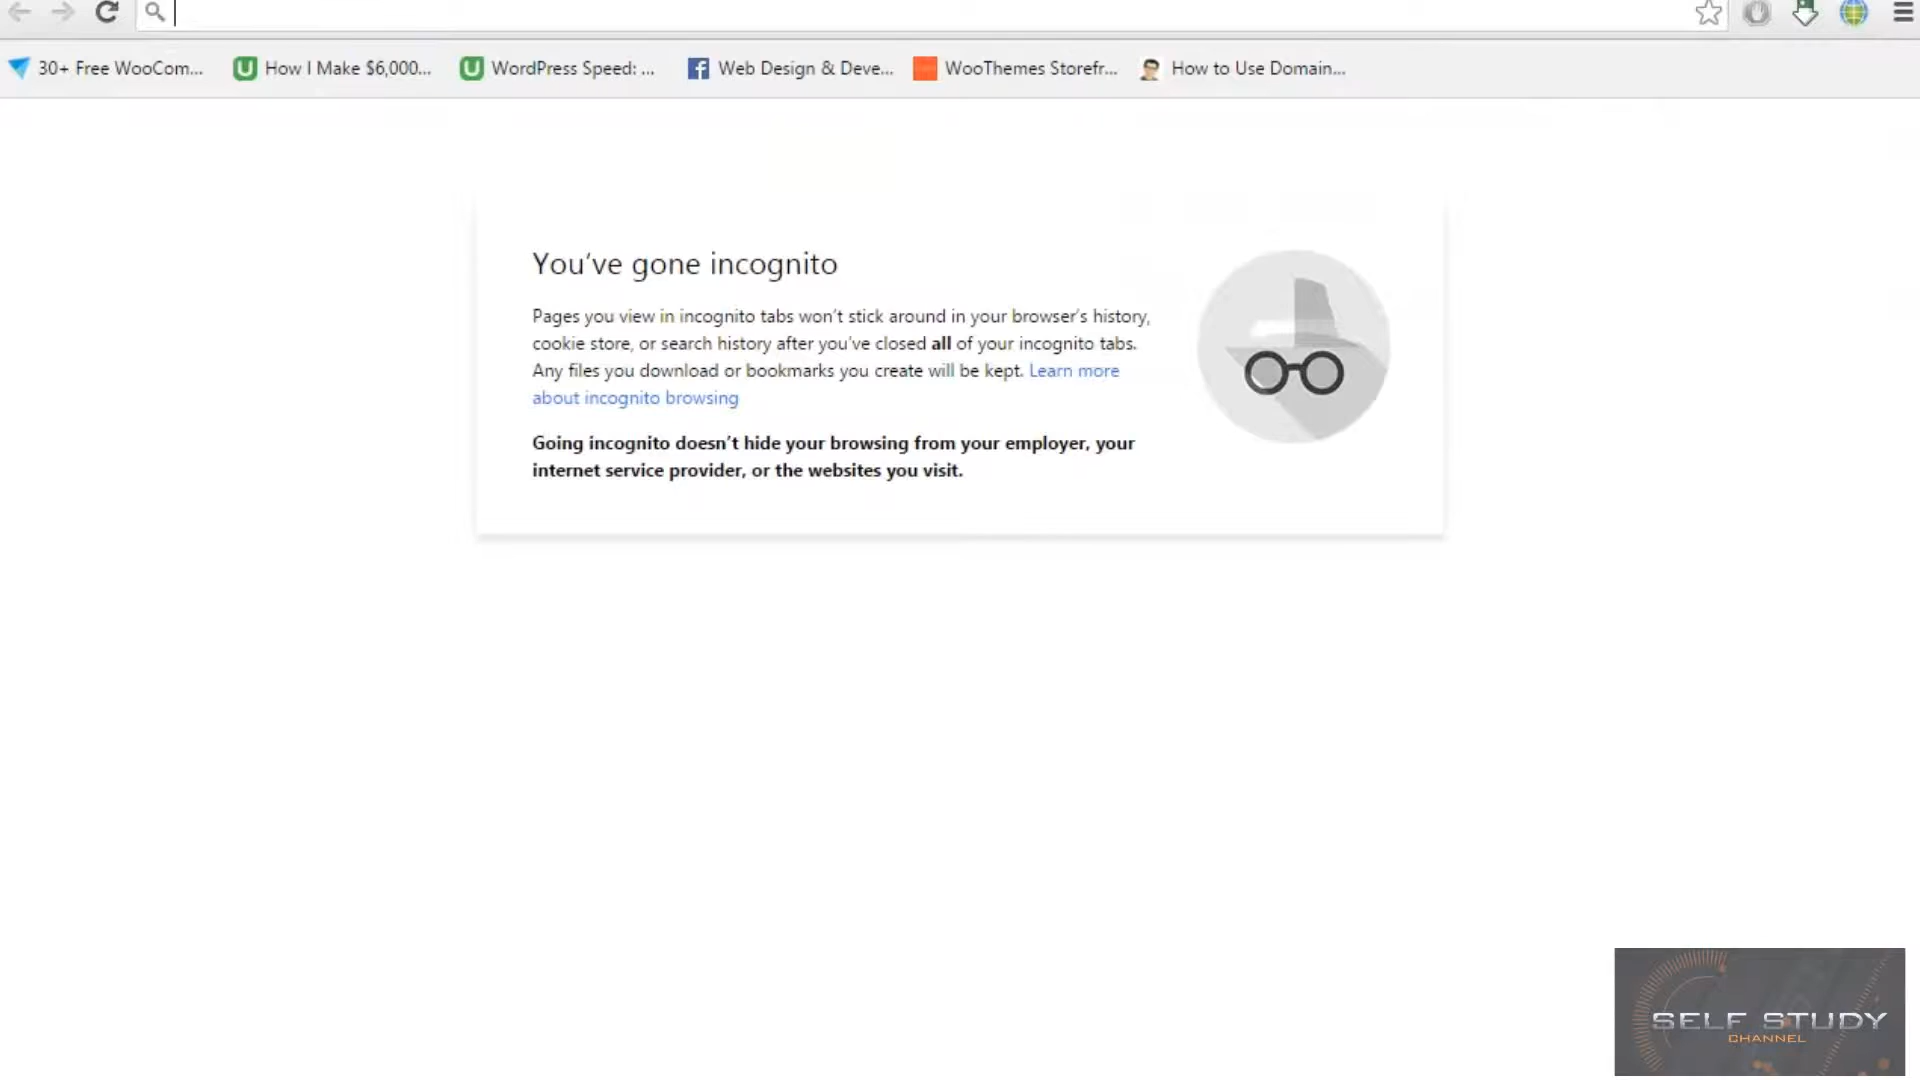 30+ Free WooCom...
How I Make $6,000...
WordPress Speed: ...
Web Design & Deve...
WooThemes Storefr...
How to Use Domain...
You’ve gone incognito
Pages you view in incognito tabs won’t stick around in your browser’s history,
cookie store, or search history after you’ve closed all of your incognito tabs.
Any files you download or bookmarks you create will be kept. Learn more
about incognito browsing
Going incognito doesn’t hide your browsing from your employer, your
internet service provider, or the websites you visit.
SELF STUDY
CHANNEL